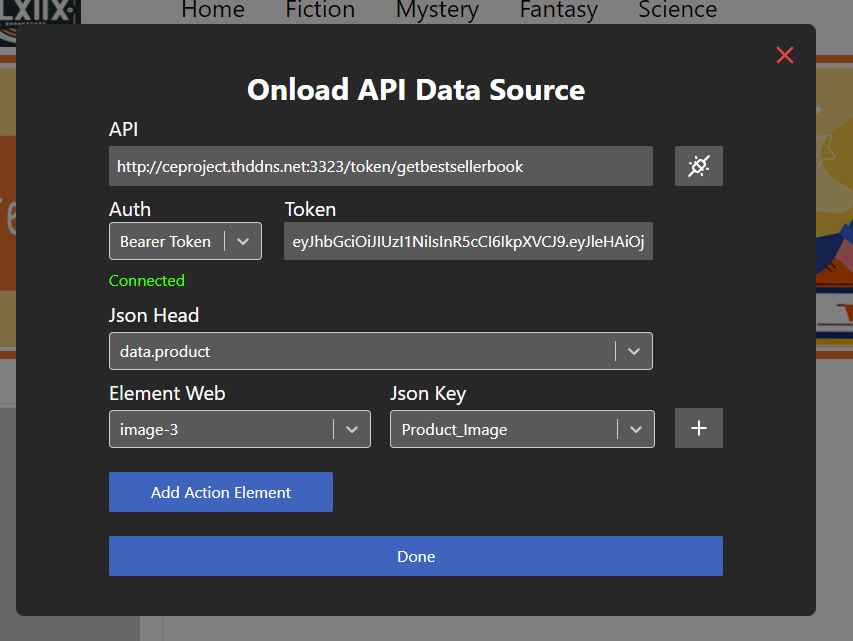 Home Fiction Mystery Fantasy Science
Onload API Data Source
API
http://ceproject.thddns.net:3323/token/getbestsellerbook
Auth Token
Bearer Token eyJhbGciOiJIUzI1NiIsInR5cCI6IkpXVCJ9.eyJleHAiOj
Connected
Json Head
data.product
Element Web Json Key
image-3 Product_Image
Add Action Element
Done